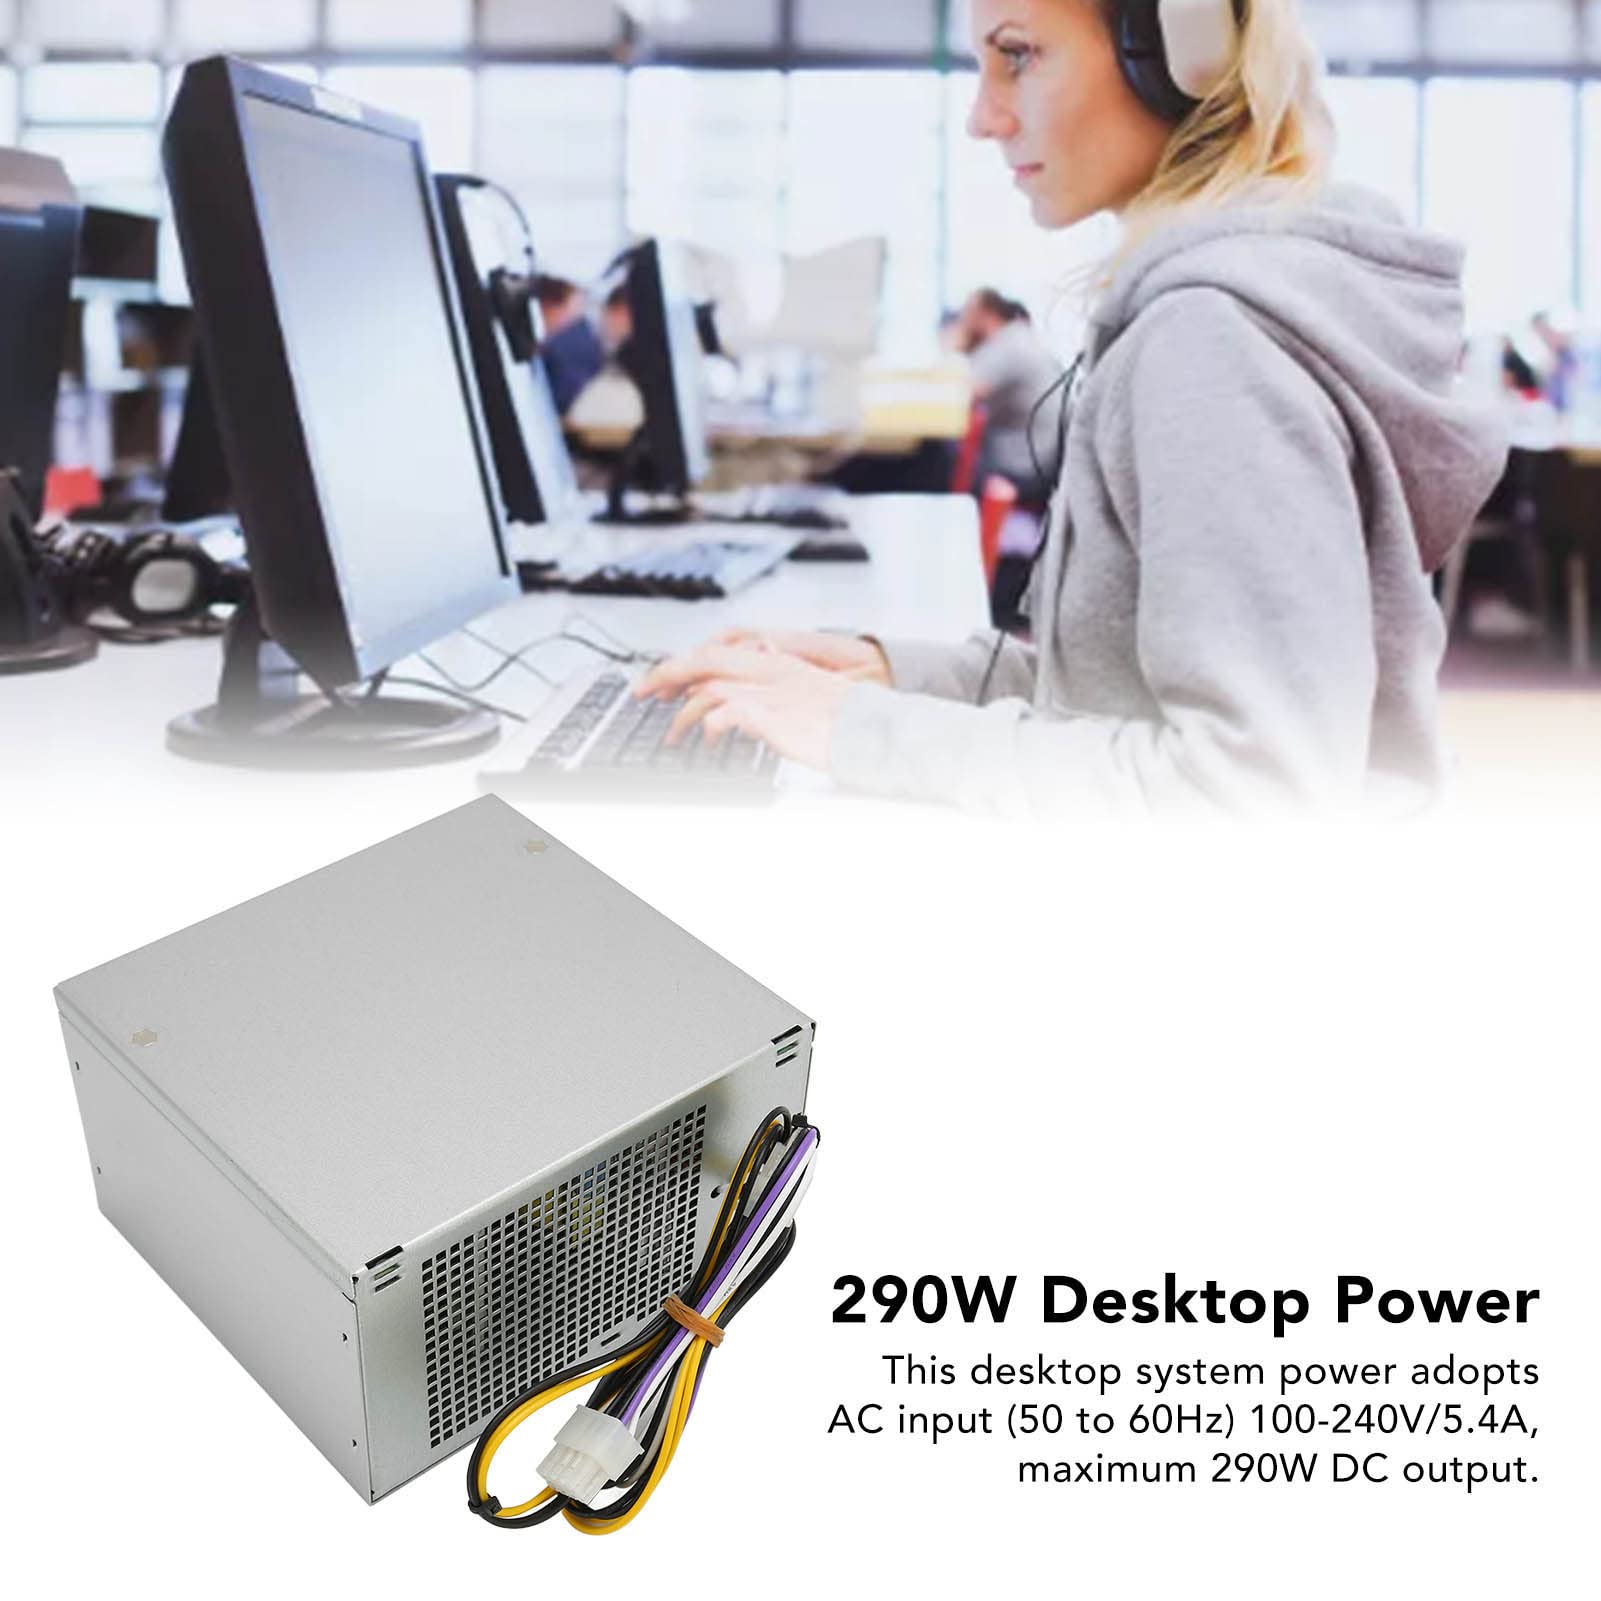 290W Desktop Power
This desktop system power adopts
AC input (50 to 60Hz) 100-240V/5.4A,
maximum 290W DC output.